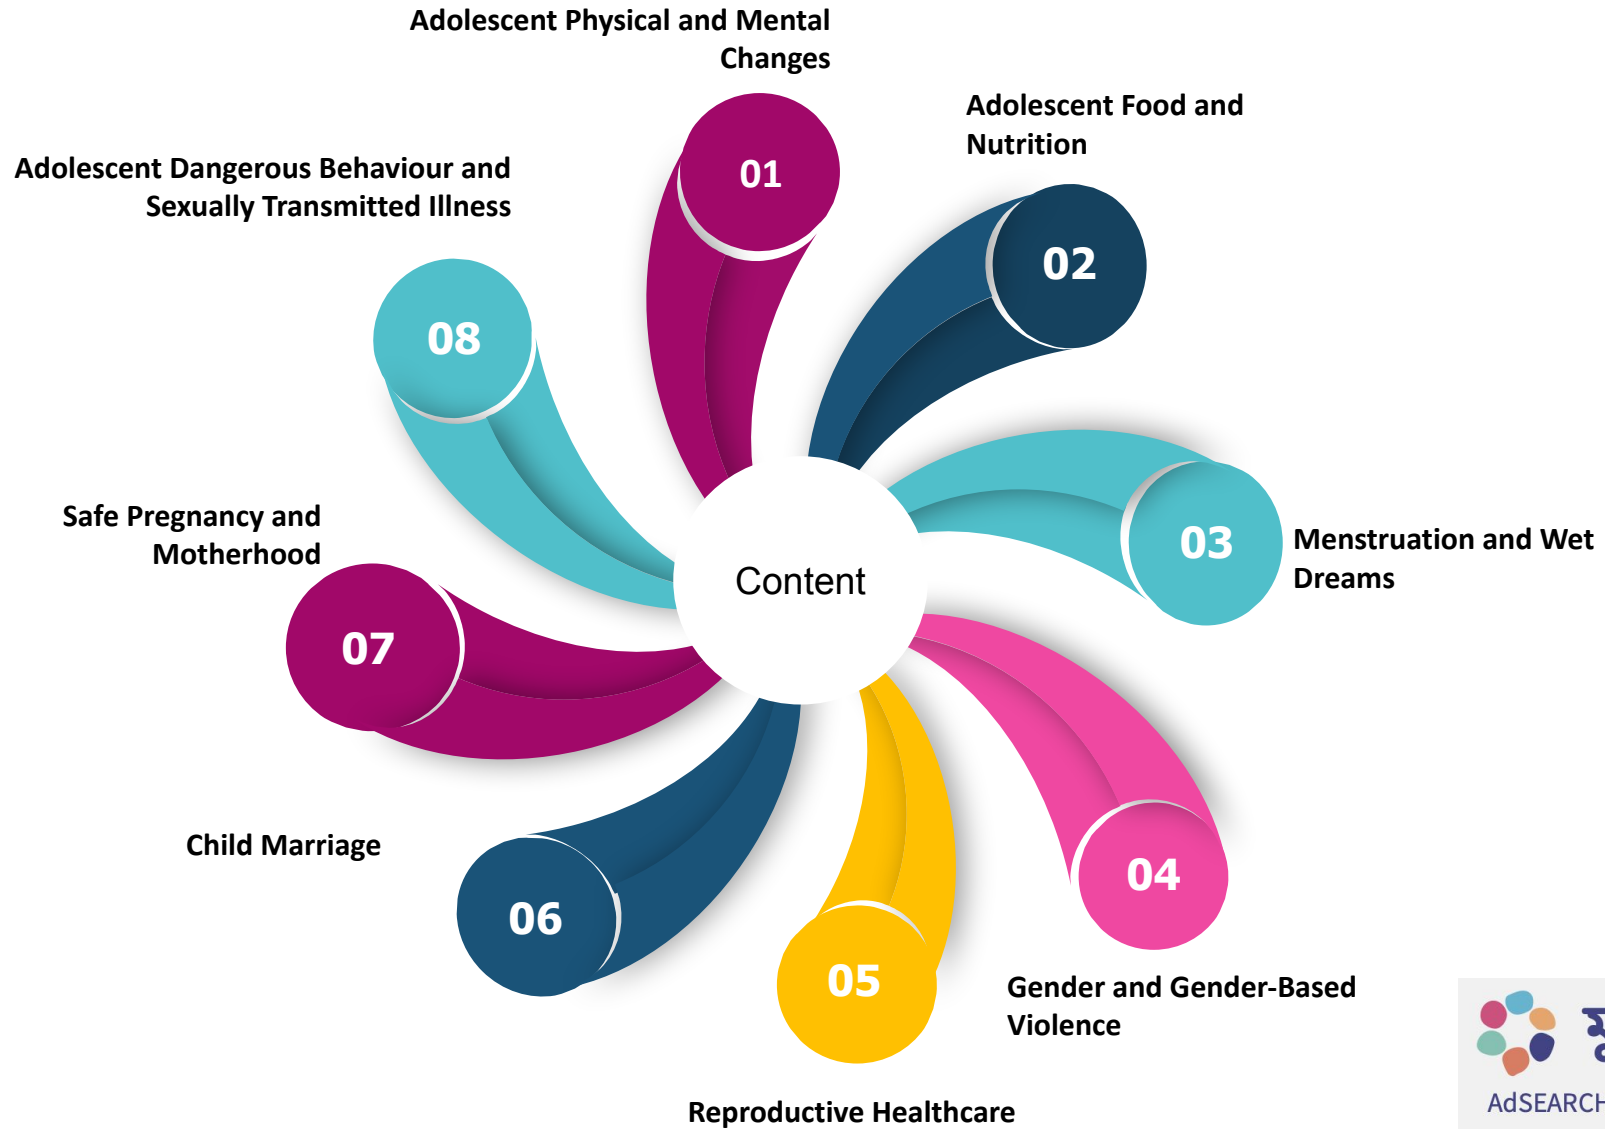 Adolescent Physical and Mental
Changes
01
Adolescent Food and
Nutrition
02
Menstruation and Wet
Dreams
03
Gender and Gender-Based
Violence
04
Reproductive Healthcare
05
Child Marriage
06
Safe Pregnancy and
Motherhood
07
Adolescent Dangerous Behaviour and
Sexually Transmitted Illness
08
Content
AdSEARCH